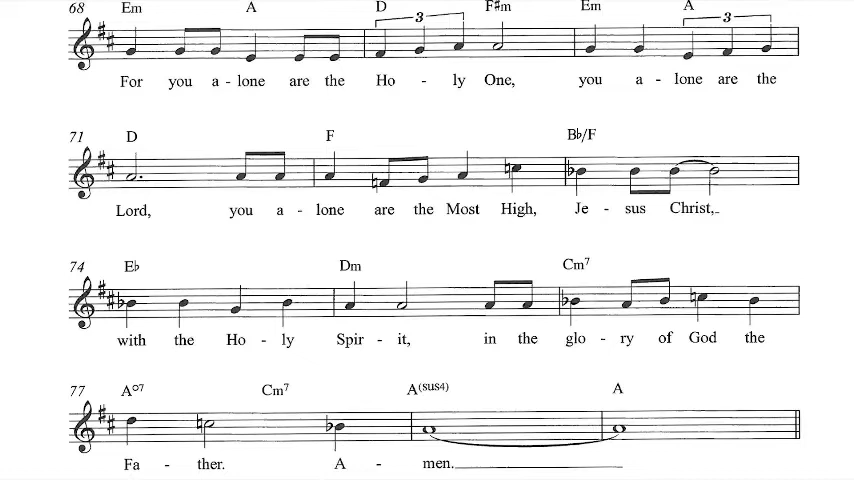 68 Em A D 3 F♯m Em A 3
For you a - lone are the Ho - ly One, you a - lone are the
71 D F B♭/F
Lord, you a - lone are the Most High, Je - sus Christ,
74 E♭ Dm Cm7
with the Ho - ly Spir - it, in the glo - ry of God the
77 A°7 Cm7 A(sus4) A
Fa - ther. A - men.